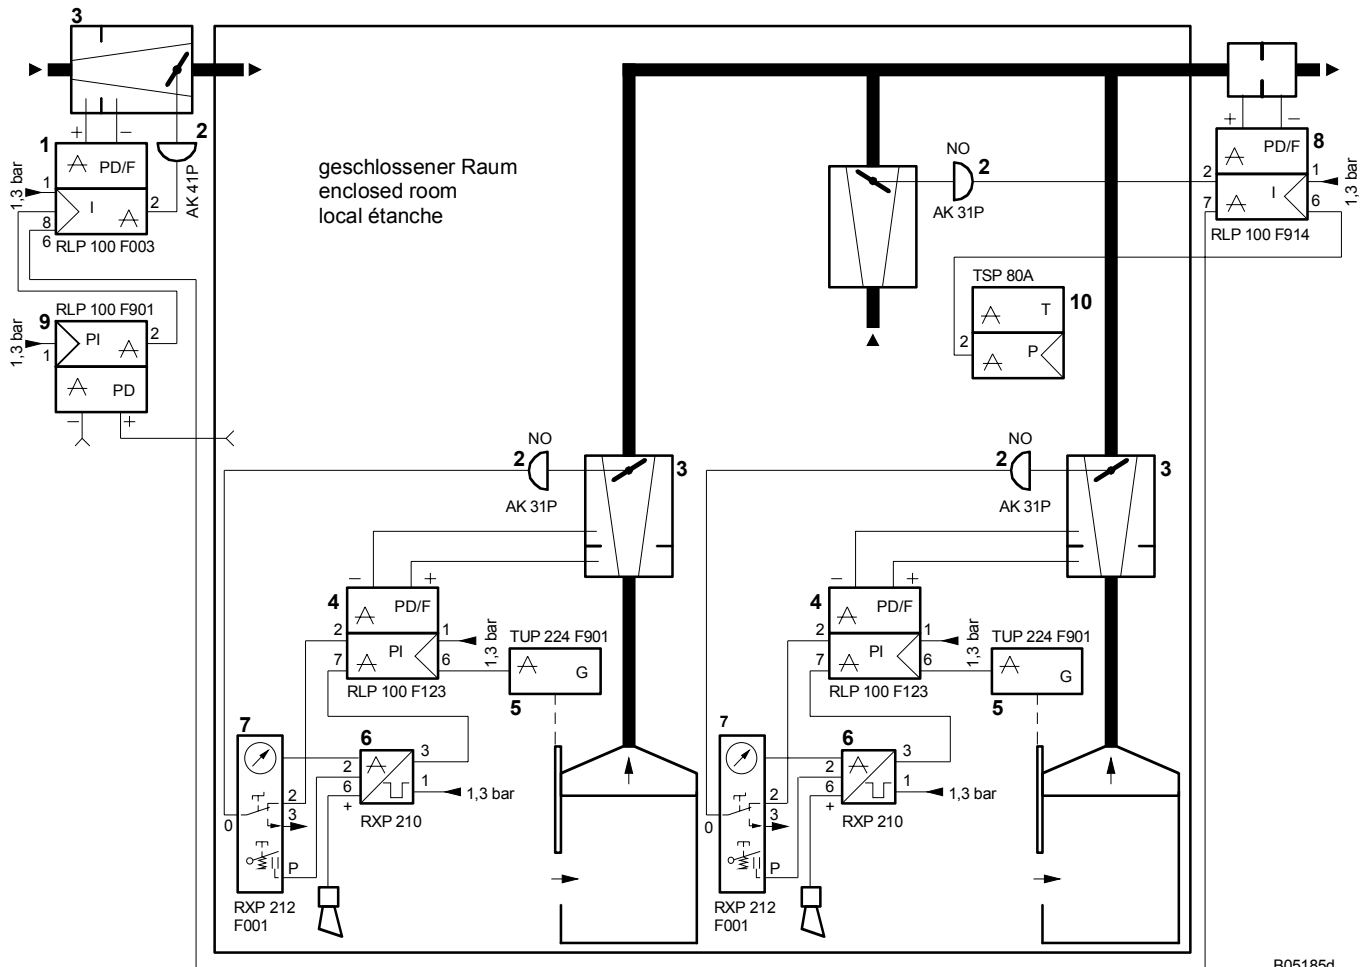 3
+
−
2
1
PD/F
1,3 bar
1
I
2
8
6
RLP 100 F003
AK 41P
RLP 100 F901
9
1,3 bar
PI
2
1
PD
−
+
geschlossener Raum
enclosed room
local étanche
NO
2
AK 31P
+
−
8
PD/F
2
1
I
7
6
1,3 bar
RLP 100 F914
TSP 80A
10
T
2
P
NO
2
AK 31P
3
−
+
4
PD/F
2
1
PI
7
6
1,3 bar
RLP 100 F123
TUP 224 F901
G
5
7
6
3
2
1
6
+
1,3 bar
RXP 210
2
3
0
P
RXP 212
F001
NO
2
AK 31P
3
−
+
4
PD/F
2
1
PI
7
6
1,3 bar
RLP 100 F123
TUP 224 F901
G
5
7
6
3
2
1
6
+
1,3 bar
RXP 210
2
3
0
P
RXP 212
F001
B05185d